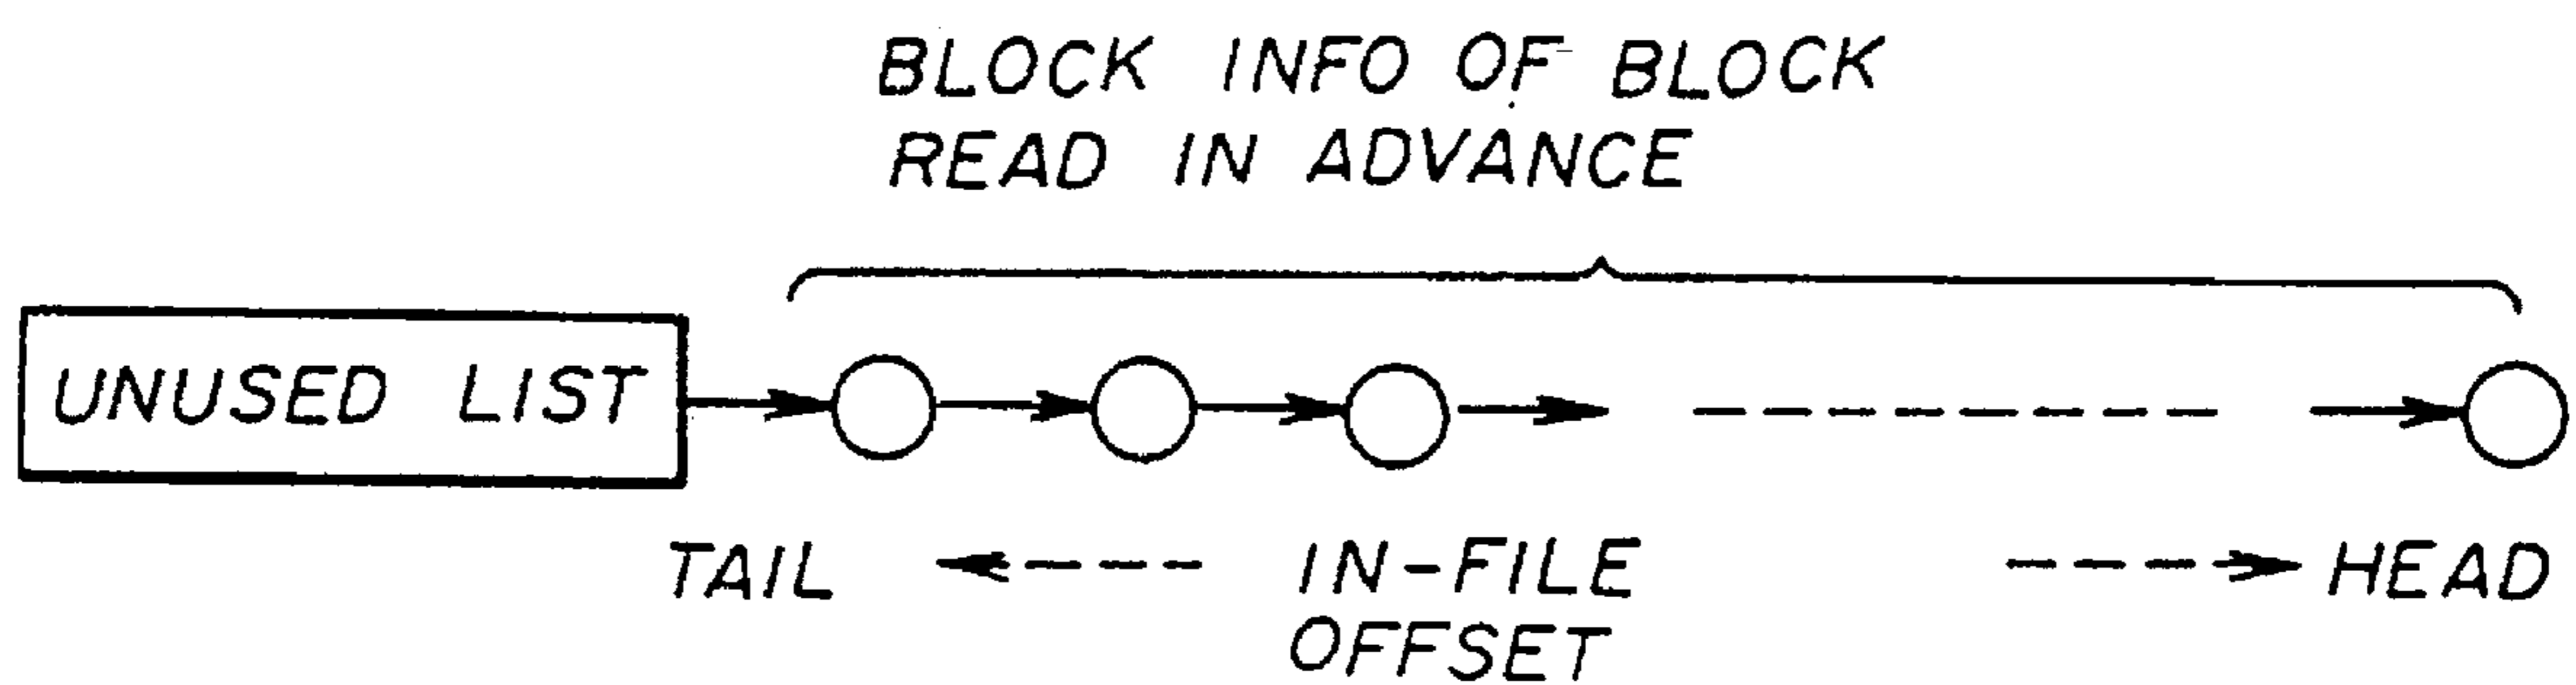 BLOCK INFO OF BLOCK
READ IN ADVANCE
UNUSED LIST
TAIL
IN-FILE
OFFSET
HEAD